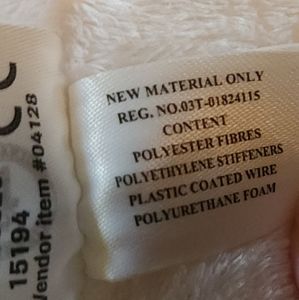 NEW MATERIAL ONLY
REG. NO.03T-01824115
CONTENT
POLYESTER FIBRES
POLYETHYLENE STIFFENERS
PLASTIC COATED WIRE
POLYURETHANE FOAM
CE
15194
Vendor item #04128